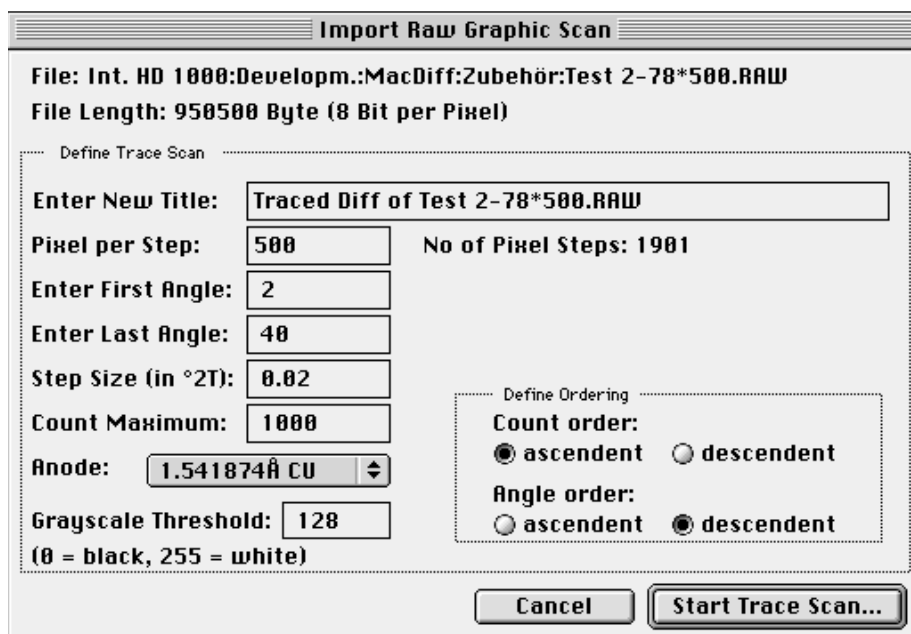 Import Raw Graphic Scan
File: Int. HD 1000:Developm.:MacDiff:Zubehör:Test 2-78*500.RAW
File Length: 950500 Byte (8 Bit per Pixel)
Define Trace Scan
Enter New Title: Traced Diff of Test 2-78*500.RAW
Pixel per Step: 500 No of Pixel Steps: 1901
Enter First Angle: 2
Enter Last Angle: 40
Step Size (in °2T): 0.02
Count Maximum: 1000
Anode: 1.541874Å CU
Grayscale Threshold: 128
(0 = black, 255 = white)
Define Ordering
Count order:
ascendent descendent
Angle order:
ascendent descendent
Cancel Start Trace Scan...